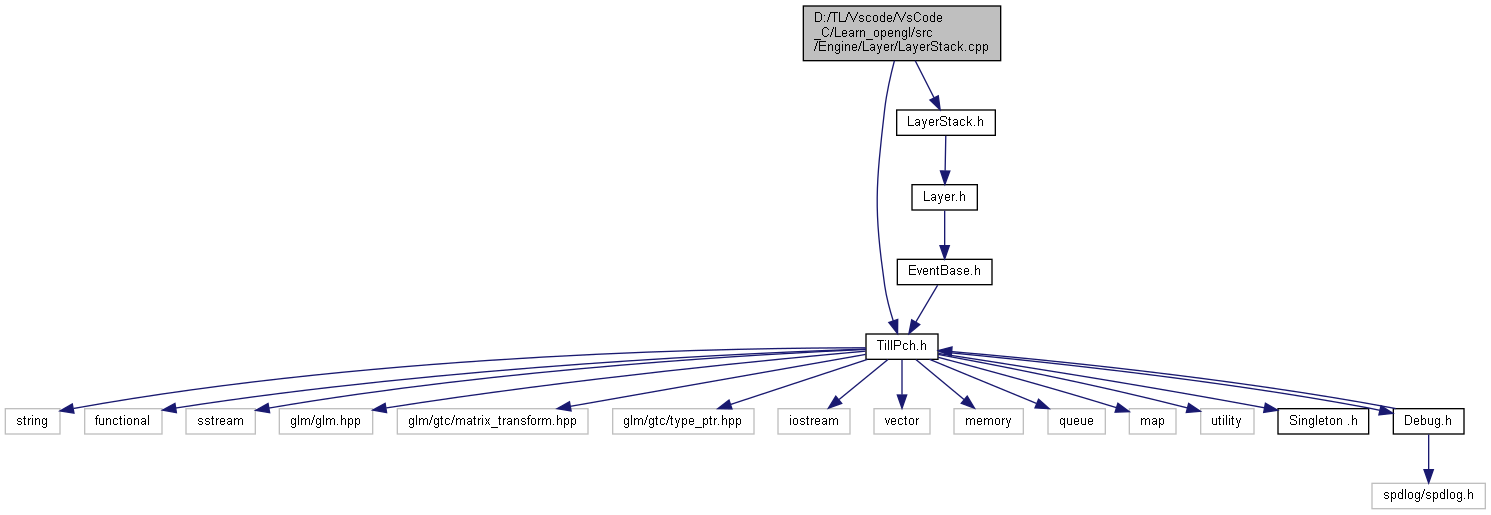 D:/TL/Vscode/VsCode
_C/Learn_opengl/src
/Engine/Layer/LayerStack.cpp
LayerStack.h
Layer.h
EventBase.h
TillPch.h
string
functional
sstream
glm/glm.hpp
glm/gtc/matrix_transform.hpp
glm/gtc/type_ptr.hpp
iostream
vector
memory
queue
map
utility
Singleton .h
Debug.h
spdlog/spdlog.h